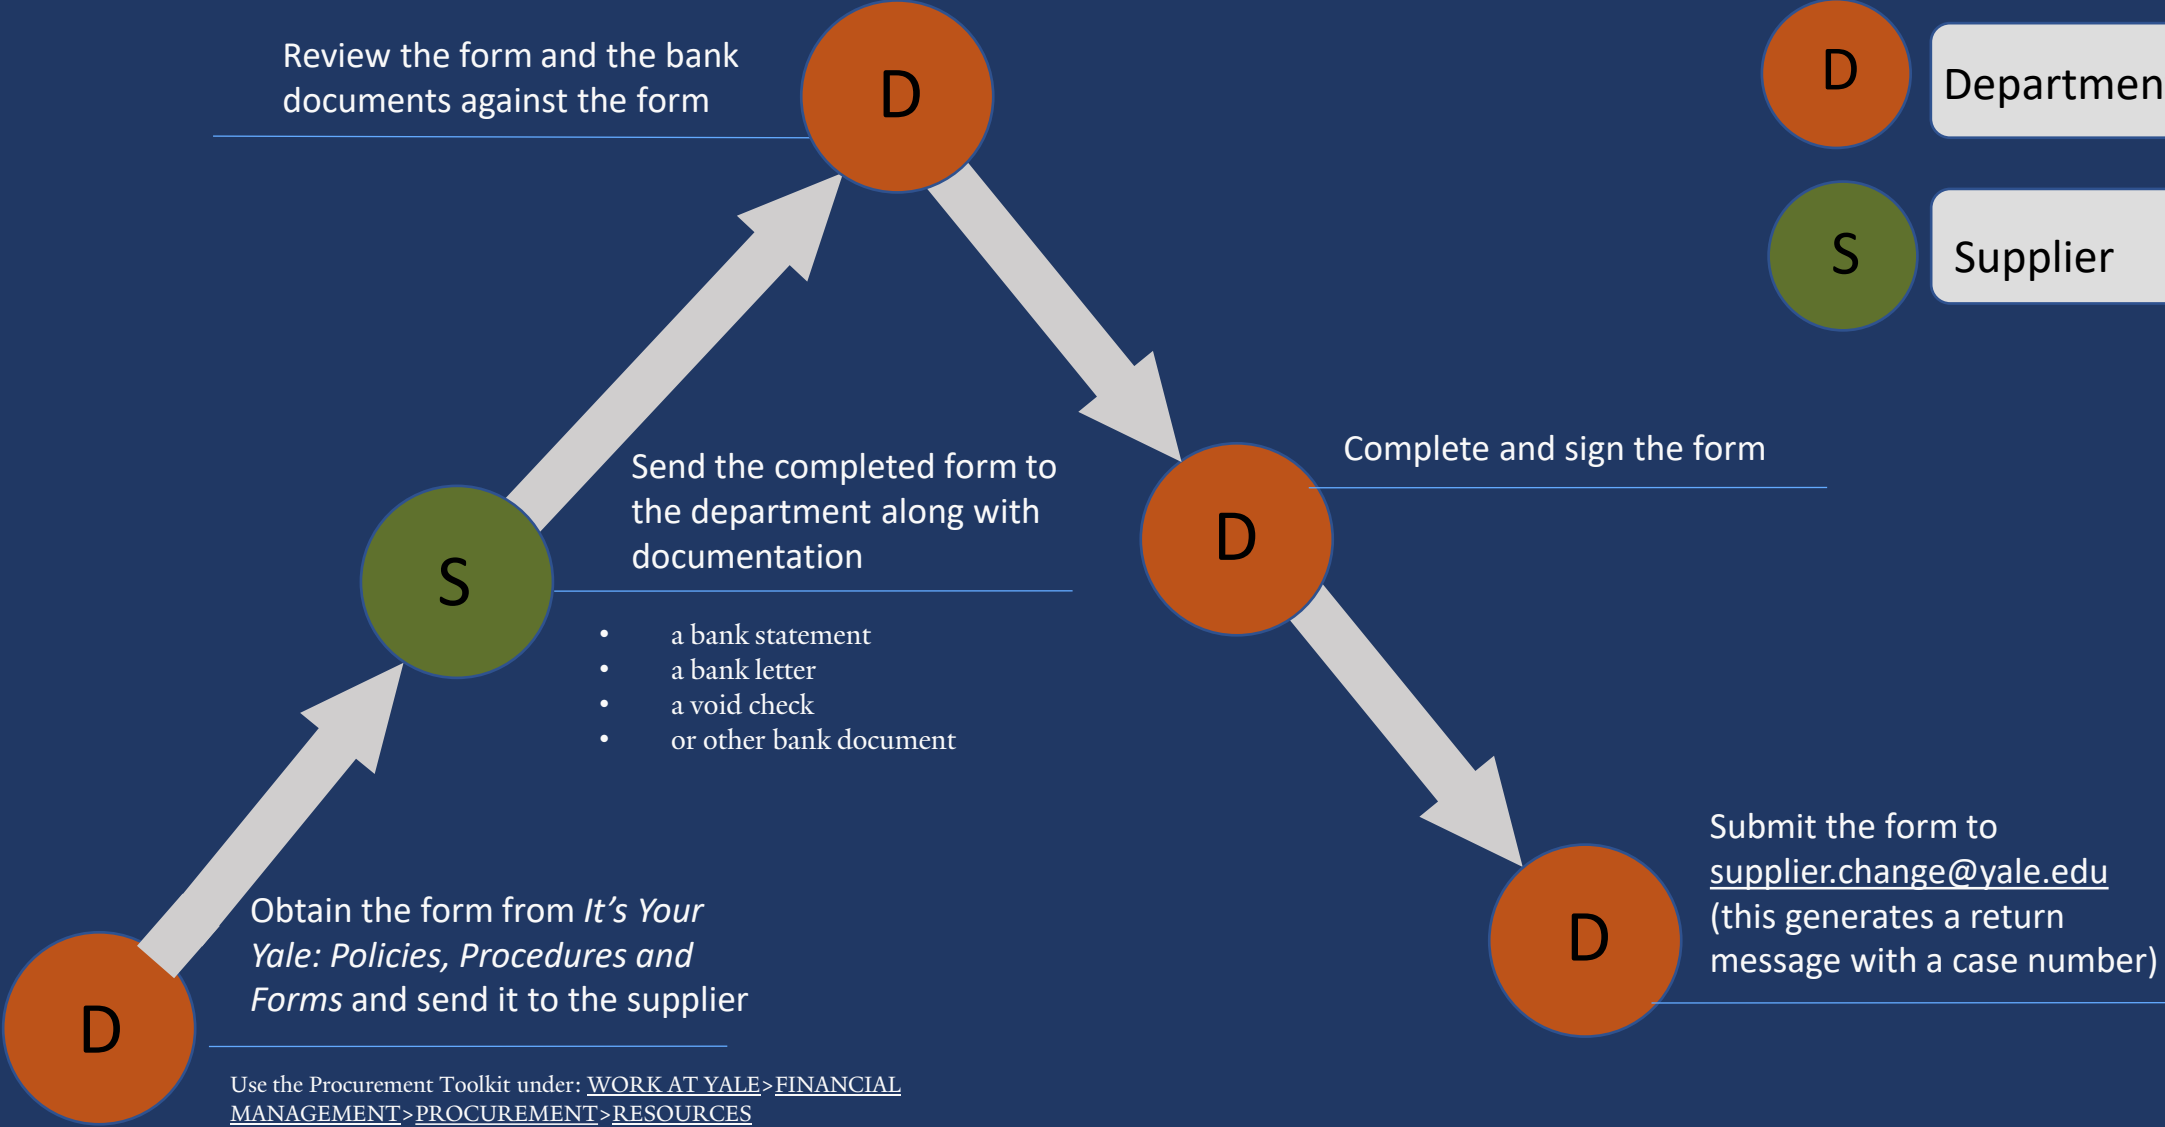 Review the form and the bank
documents against the form
D
D
Departmen
S
Supplier
Send the completed form to
the department along with
documentation
S
• a bank statement
• a bank letter
• a void check
• or other bank document
Complete and sign the form
D
Obtain the form from It’s Your
Yale: Policies, Procedures and
Forms and send it to the supplier
D
Use the Procurement Toolkit under: WORK AT YALE>FINANCIAL
MANAGEMENT>PROCUREMENT>RESOURCES
Submit the form to
supplier.change@yale.edu
(this generates a return
message with a case number)
D